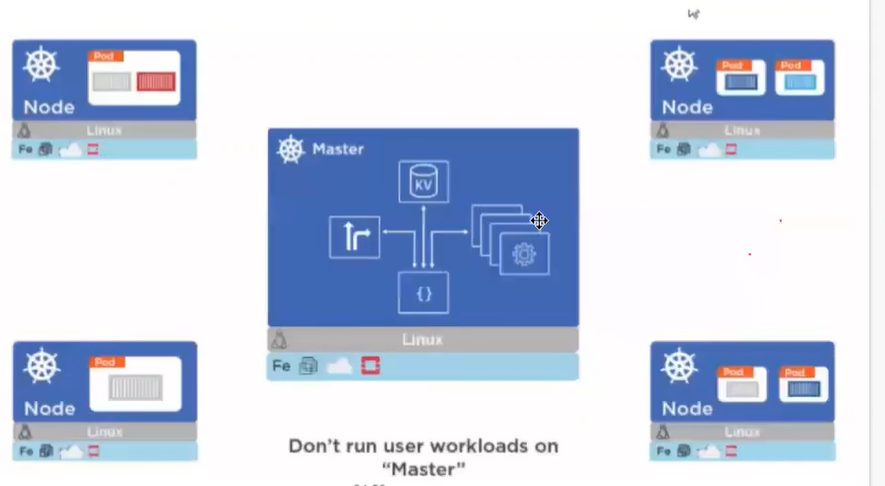 Pod
Node
Linux
Fe
Pod
Pod
Node
Linux
Fe
Master
KV
{}
Linux
Fe
Pod
Node
Linux
Fe
Pod
Pod
Node
Linux
Fe
Don't run user workloads on
“Master”